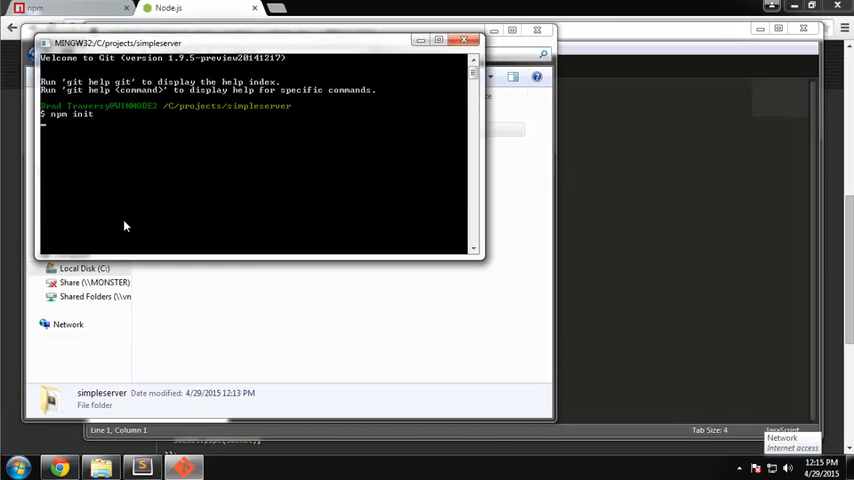 npm
Node.js
MINGW32:/C/projects/simpleserver
Welcome to Git (version 1.9.5-preview20141217)
Run 'git help git' to display the help index.
Run 'git help <command>' to display help for specific commands.
Brad Traversy@WINNODE2 /C/projects/simpleserver
$ npm init
Local Disk (C:)
Share (\\MONSTER)
Shared Folders (\\vn
Network
simpleserver Date modified: 4/29/2015 12:13 PM
File folder
Line 1, Column 1
Tab Size: 4
JavaScript
Network
Internet access
});
12:15 PM
4/29/2015